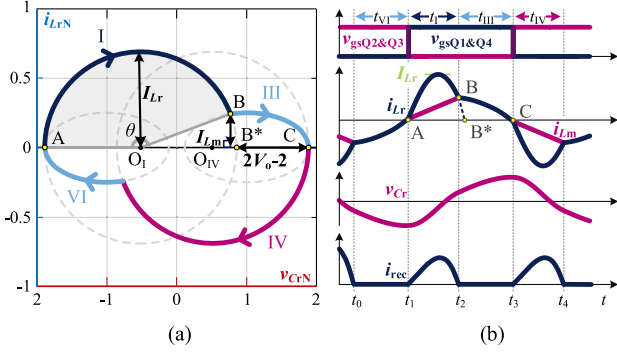 i_LrN
1
I
0.5
I_Lr
θ
B
III
I_Lmr
B*
A
C
0
O_I
O_IV
2V_o-2
VI
-0.5
IV
v_CrN
-1
-2
-1
0
1
2
(a)
t_VI
t_I
t_III
t_IV
v_gsQ2&Q3
v_gsQ1&Q4
I_Lr
B
i_Lr
A
B*
C
i_Lm
v_Cr
i_rec
t_0
t_1
t_2
t_3
t_4
t
(b)